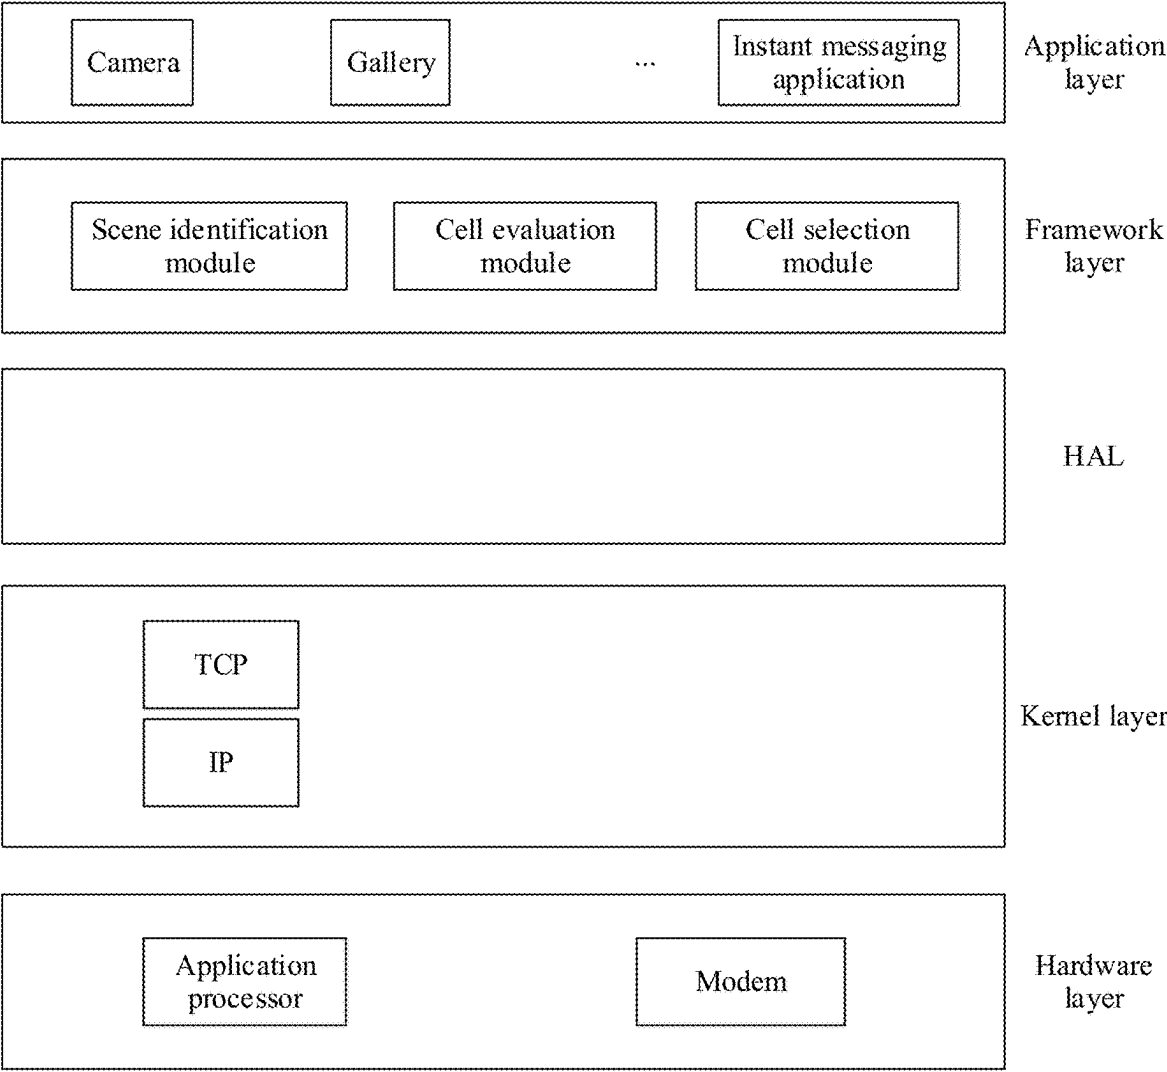 Camera
Gallery
...
Instant messaging
application
Application
layer
Scene identification
module
Cell evaluation
module
Cell selection
module
Framework
layer
HAL
TCP
IP
Kernel layer
Application
processor
Modem
Hardware
layer